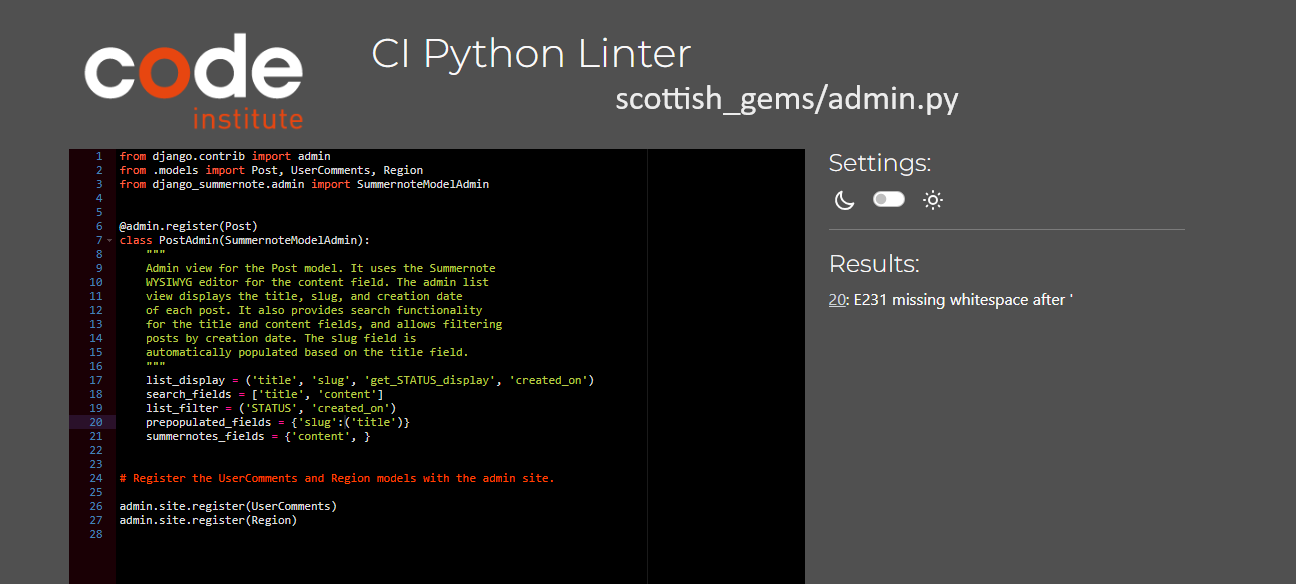 code
institute
CI Python Linter
scottish_gems/admin.py
1 from django.contrib import admin
2 from .models import Post, UserComments, Region
3 from django_summernote.admin import SummernoteModelAdmin
4
5
6 @admin.register(Post)
7 class PostAdmin(SummernoteModelAdmin):
8     """
9     Admin view for the Post model. It uses the Summernote
10     WYSIWYG editor for the content field. The admin list
11     view displays the title, slug, and creation date
12     of each post. It also provides search functionality
13     for the title and content fields, and allows filtering
14     posts by creation date. The slug field is
15     automatically populated based on the title field.
16     """
17     list_display = ('title', 'slug', 'get_STATUS_display', 'created_on')
18     search_fields = ['title', 'content']
19     list_filter = ('STATUS', 'created_on')
20     prepopulated_fields = {'slug':('title')}
21     summernotes_fields = {'content', }
22
23
24 # Register the UserComments and Region models with the admin site.
25
26 admin.site.register(UserComments)
27 admin.site.register(Region)
28
Settings:
Results:
20: E231 missing whitespace after '